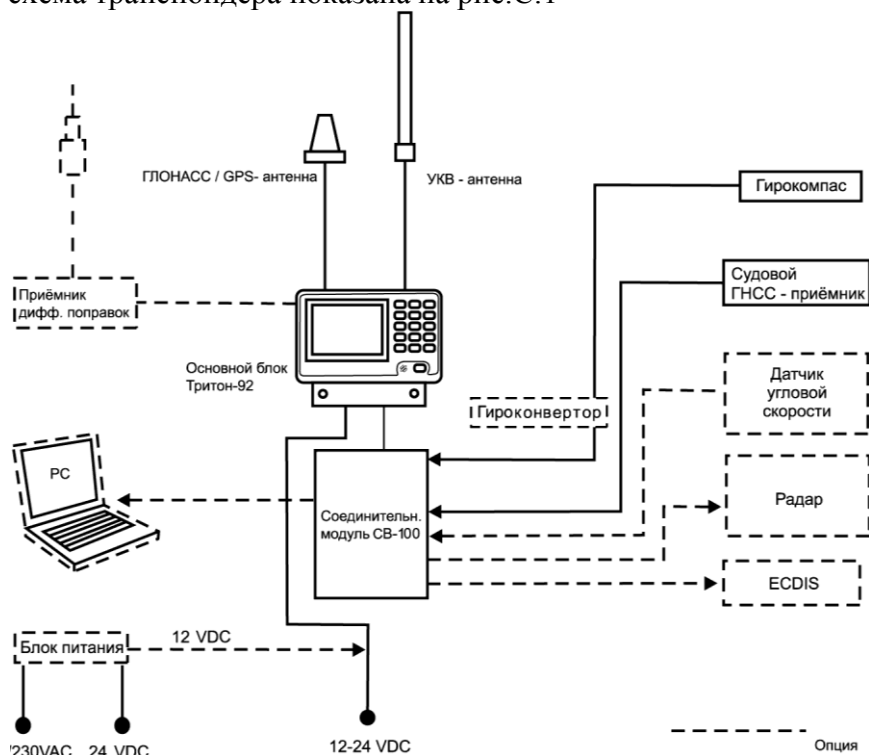 схема транспондера показана на рис.С.1
ГЛОНАСС / GPS- антенна
УКВ - антенна
Гирокомпас
Судовой
ГНСС - приёмник
Приёмник
дифф. поправок
Основной блок
Тритон-92
Датчик
угловой
скорости
Гироконвертор
PC
Соединительн.
модуль СВ-100
Радар
ECDIS
Блок питания
12 VDC
230VAC
24 VDC
12-24 VDC
Опция